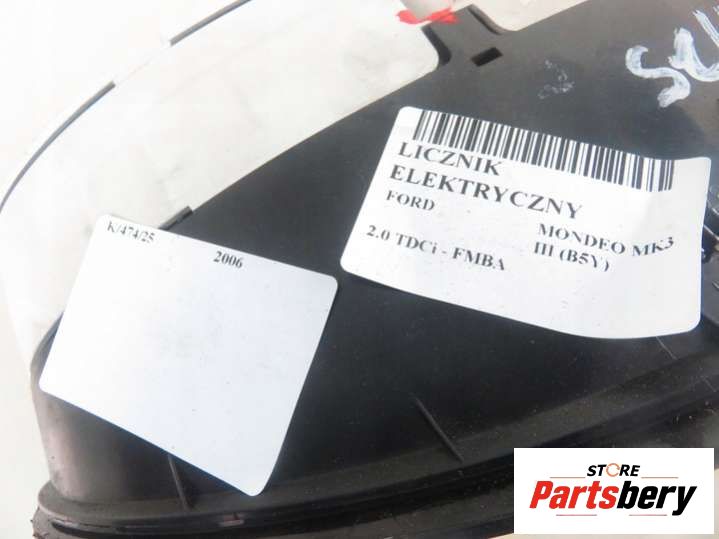 LICZNIK
ELEKTRYCZNY
FORD
MONDEO MK3
2.0 TDCi - FMBA
III (B5Y)
K/474/25
2006
STORE
Partsbery